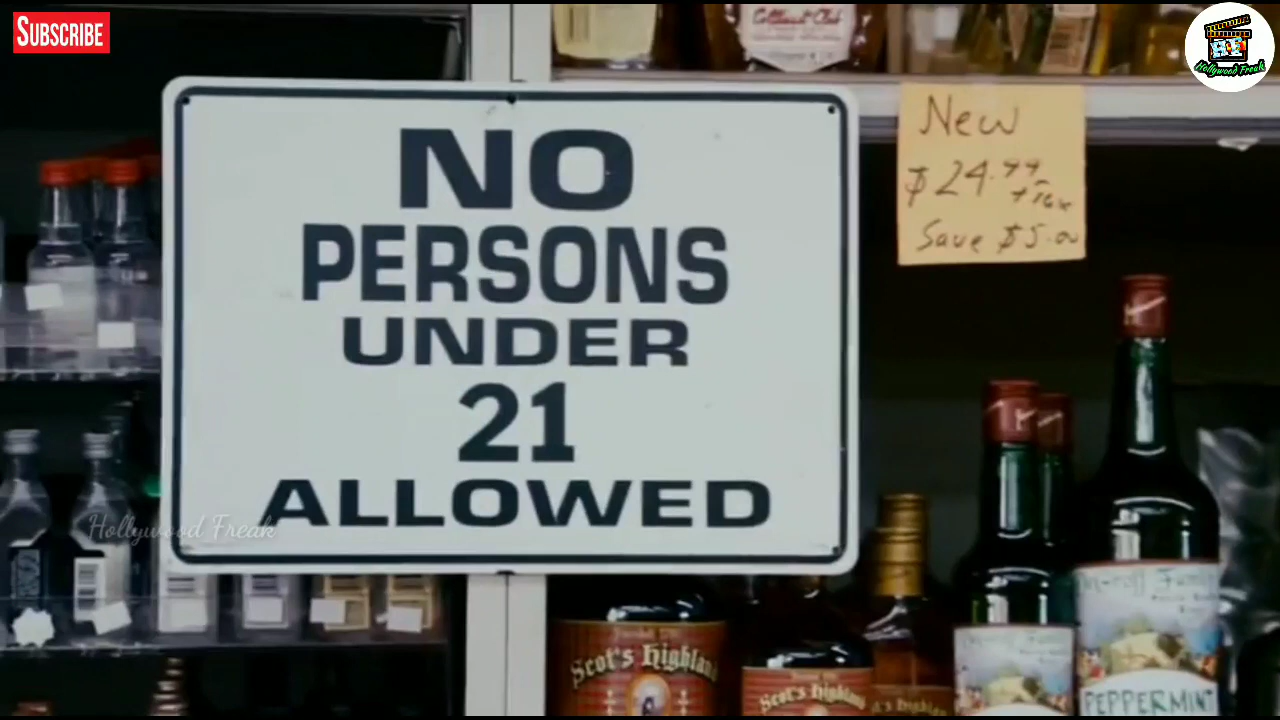 SUBSCRIBE
Hollywood Freak
NO
PERSONS
UNDER
21
ALLOWED
New
$24.99
+ Tax
Save $5.00
Hollywood Freak
Scot's Highland
Scot's Highland
PEPPERMINT